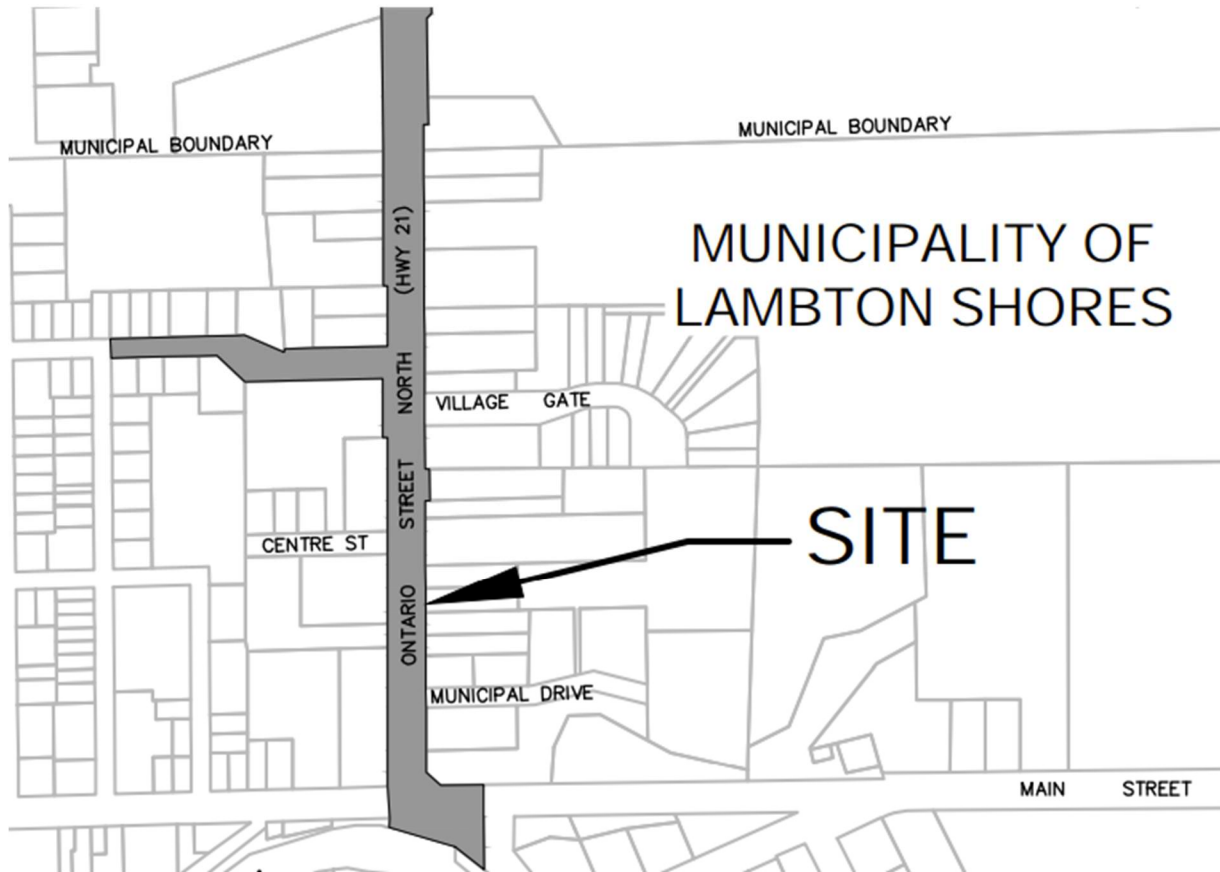 MUNICIPAL BOUNDARY
MUNICIPAL BOUNDARY
MUNICIPALITY OF
LAMBTON SHORES
ONTARIO STREET NORTH (HWY 21)
VILLAGE GATE
SITE
CENTRE ST
MUNICIPAL DRIVE
MAIN STREET